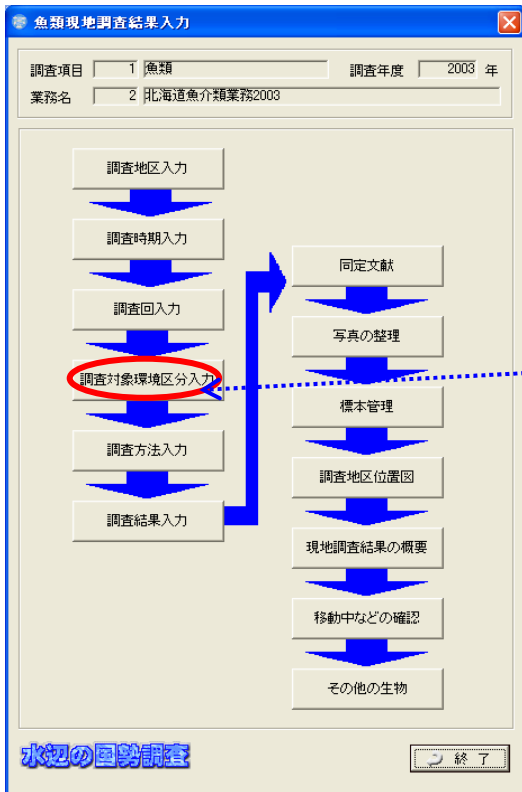 魚類現地調査結果入力
調査項目 1 魚類 調査年度 2003 年
業務名 2 北海道魚介類業務2003
調査地区入力
調査時期入力
調査回入力
調査対象環境区分入力
調査方法入力
調査結果入力
同定文献
写真の整理
標本管理
調査地区位置図
現地調査結果の概要
移動中などの確認
その他の生物
水辺の国勢調査
終 了